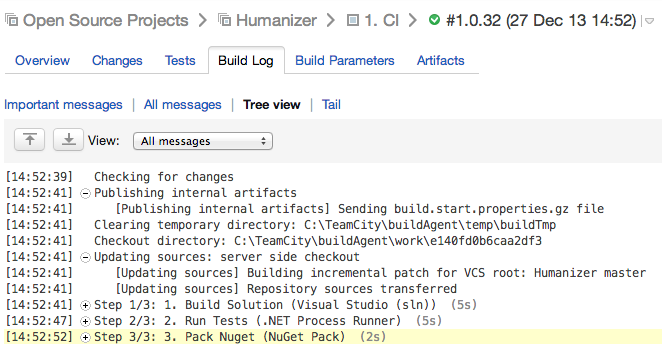 Open Source Projects > Humanizer > 1. CI > #1.0.32 (27 Dec 13 14:52)
Overview Changes Tests Build Log Build Parameters Artifacts
Important messages | All messages | Tree view | Tail
View: All messages
[14:52:39] Checking for changes
[14:52:41] Publishing internal artifacts
[14:52:41] [Publishing internal artifacts] Sending build.start.properties.gz file
[14:52:41] Clearing temporary directory: C:\TeamCity\buildAgent\temp\buildTmp
[14:52:41] Checkout directory: C:\TeamCity\buildAgent\work\e140fd0b6caa2df3
[14:52:41] Updating sources: server side checkout
[14:52:41] [Updating sources] Building incremental patch for VCS root: Humanizer master
[14:52:41] [Updating sources] Repository sources transferred
[14:52:41] Step 1/3: 1. Build Solution (Visual Studio (sln)) (5s)
[14:52:47] Step 2/3: 2. Run Tests (.NET Process Runner) (5s)
[14:52:52] Step 3/3: 3. Pack Nuget (NuGet Pack) (2s)